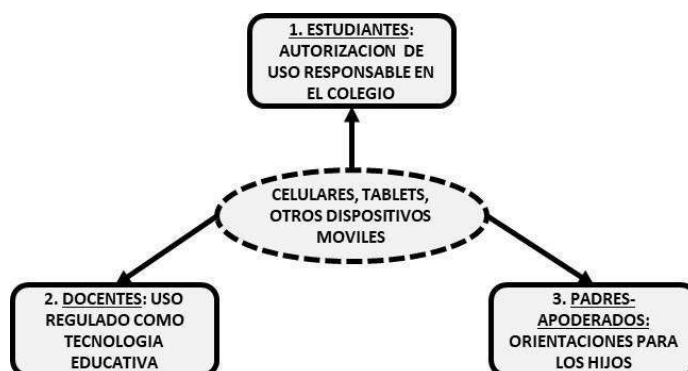 1. ESTUDIANTES:
AUTORIZACION DE
USO RESPONSABLE EN
EL COLEGIO
CELULARES, TABLETS,
OTROS DISPOSITIVOS
MOVILES
2. DOCENTES: USO
REGULADO COMO
TECNOLOGIA
EDUCATIVA
3. PADRES-
APODERADOS:
ORIENTACIONES PARA
LOS HIJOS